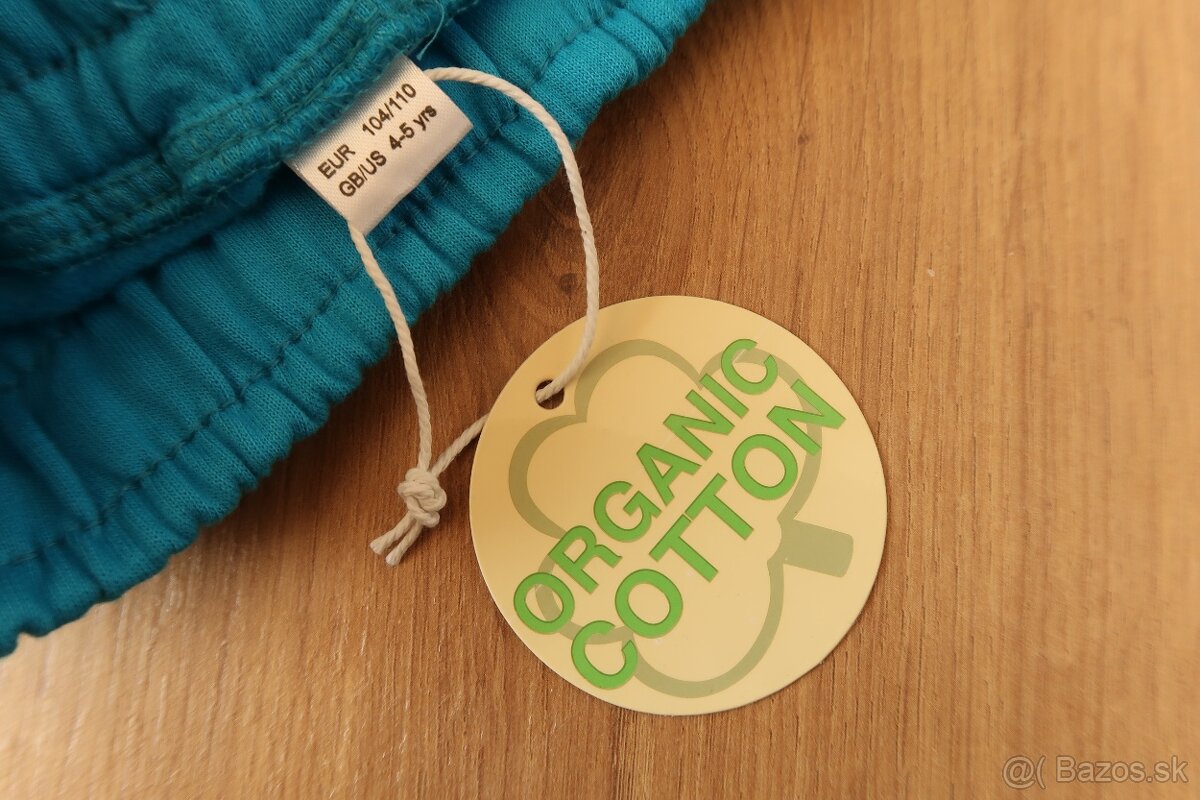 EUR 104/110
GB/US 4-5 yrs
ORGANIC
COTTON
@( Bazos.sk